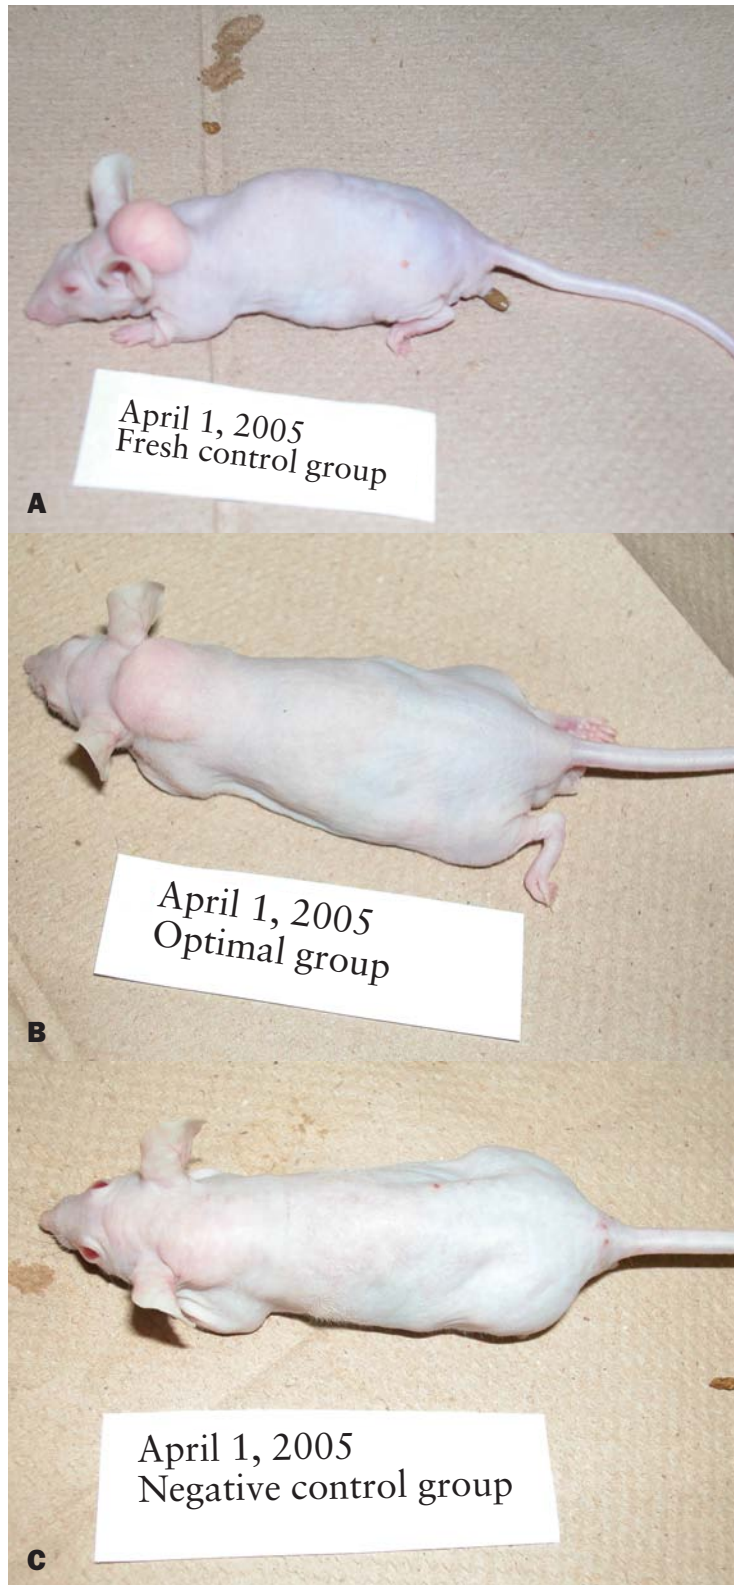 April 1, 2005
Fresh control group
A
April 1, 2005
Optimal group
B
April 1, 2005
Negative control group
C